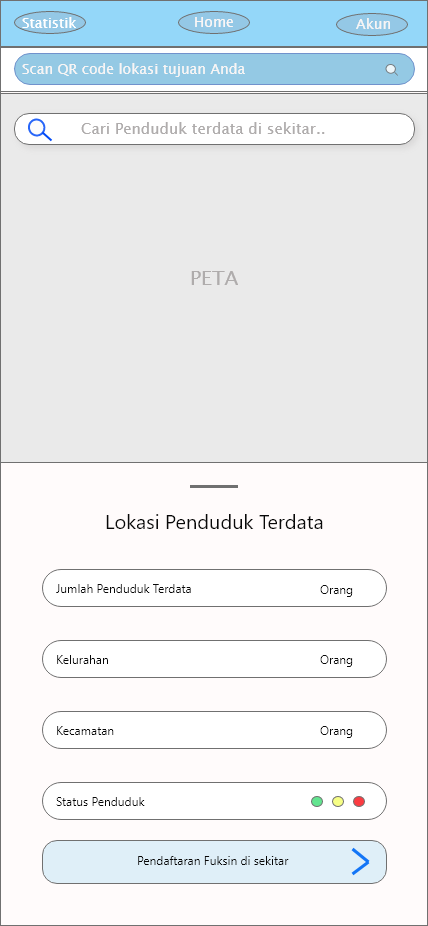 Statistik
Home
Akun
Scan QR code lokasi tujuan Anda
Cari Penduduk terdata di sekitar..
PETA
Lokasi Penduduk Terdata
Jumlah Penduduk Terdata Orang
Kelurahan Orang
Kecamatan Orang
Status Penduduk
Pendaftaran Fuksin di sekitar